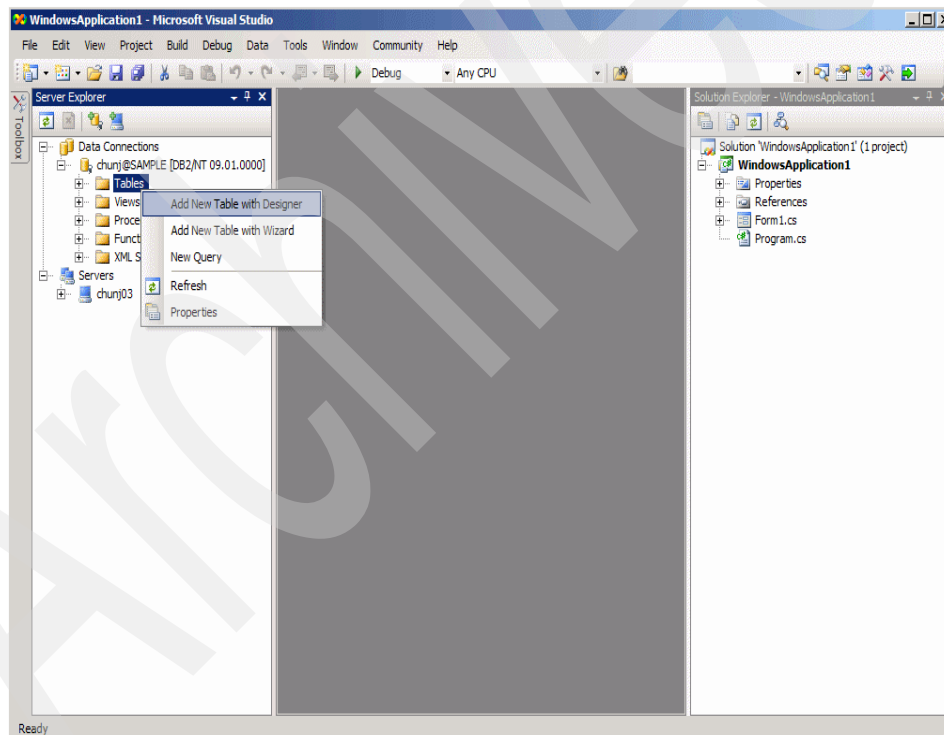 WindowsApplication1 - Microsoft Visual Studio
File Edit View Project Build Debug Data Tools Window Community Help
Debug Any CPU
Toolbox
Server Explorer
Data Connections
chunj@SAMPLE [DB2/NT 09.01.0000]
Tables
Views
Proce
Funct
XML S
Servers
chunj03
Add New Table with Designer
Add New Table with Wizard
New Query
Refresh
Properties
Solution Explorer - WindowsApplication1
Solution 'WindowsApplication1' (1 project)
WindowsApplication1
Properties
References
Form1.cs
Program.cs
Ready
Archive